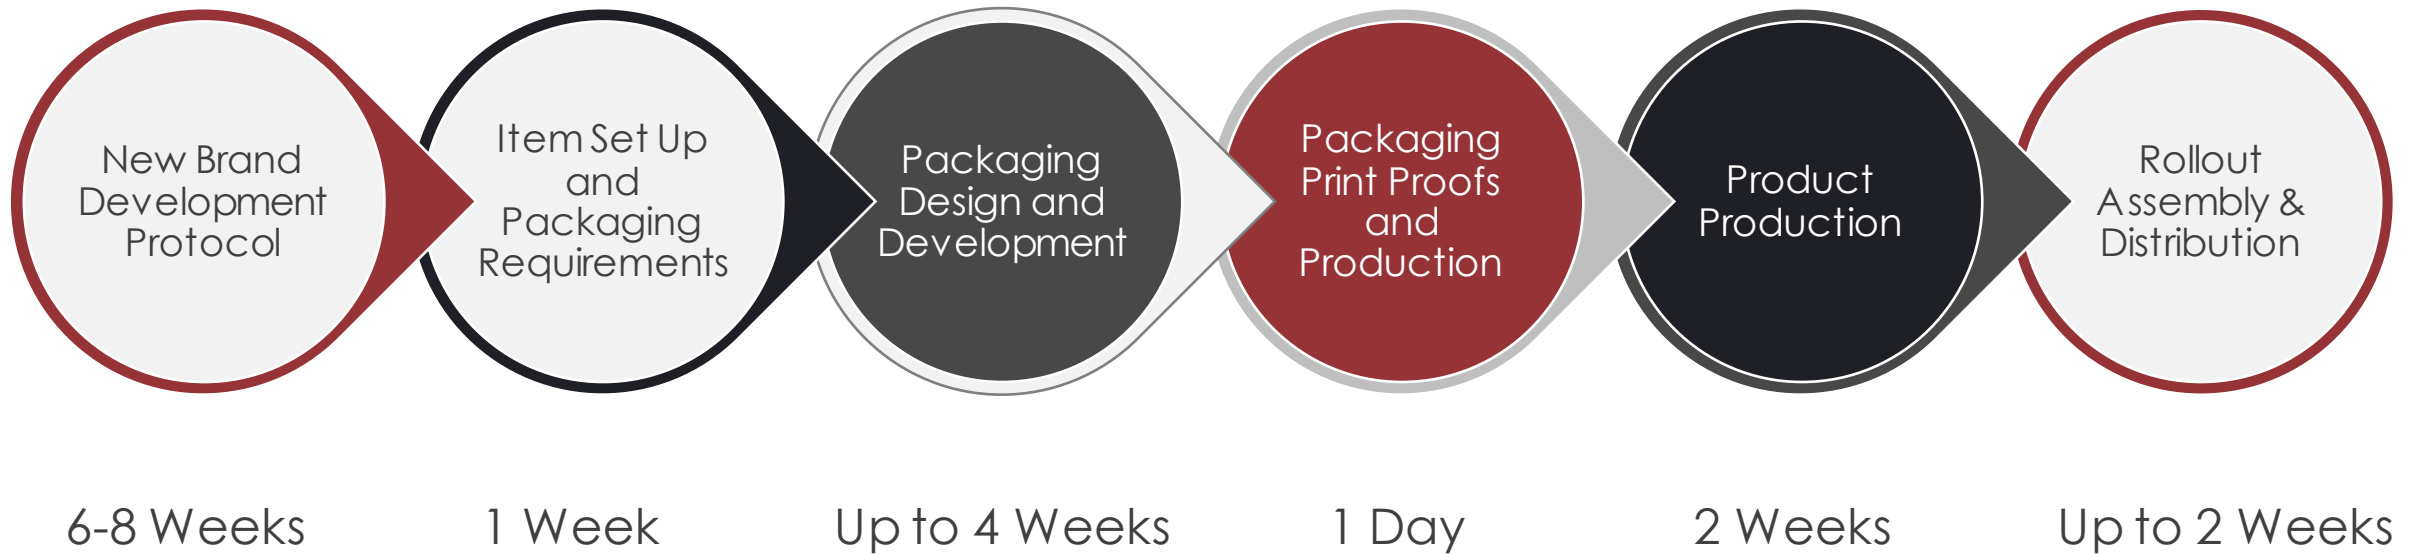 New Brand
Development
Protocol
Item Set Up
and
Packaging
Requirements
Packaging
Design and
Development
Packaging
Print Proofs
and
Production
Product
Production
Rollout
Assembly &
Distribution
6-8 Weeks
1 Week
Up to 4 Weeks
1 Day
2 Weeks
Up to 2 Weeks